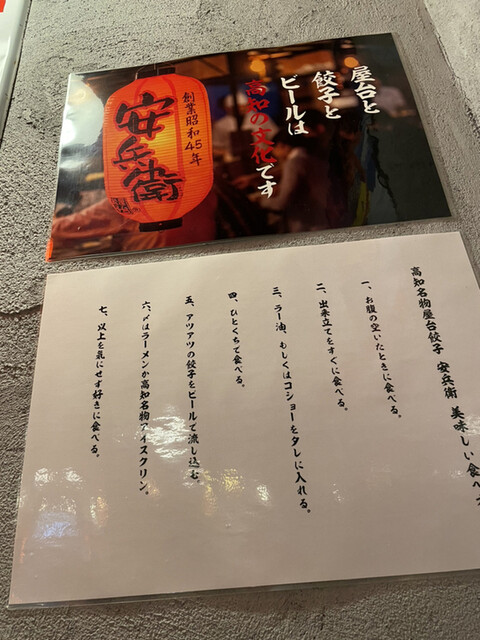 屋台と
餃子と
ビールは
高知の文化です
創業昭和45年
安兵衛
高知名物屋台餃子 安兵衛 美味しい食べ
一、お腹の空いたときに食べる。
二、出来立てをすぐに食べる。
三、ラー油、もしくはコショーをタレに入れる。
四、ひとくちで食べる。
五、アツアツの餃子をビールで流し込む。
六、〆はラーメンか高知名物アイスクリン。
七、以上を気にせず好きに食べる。